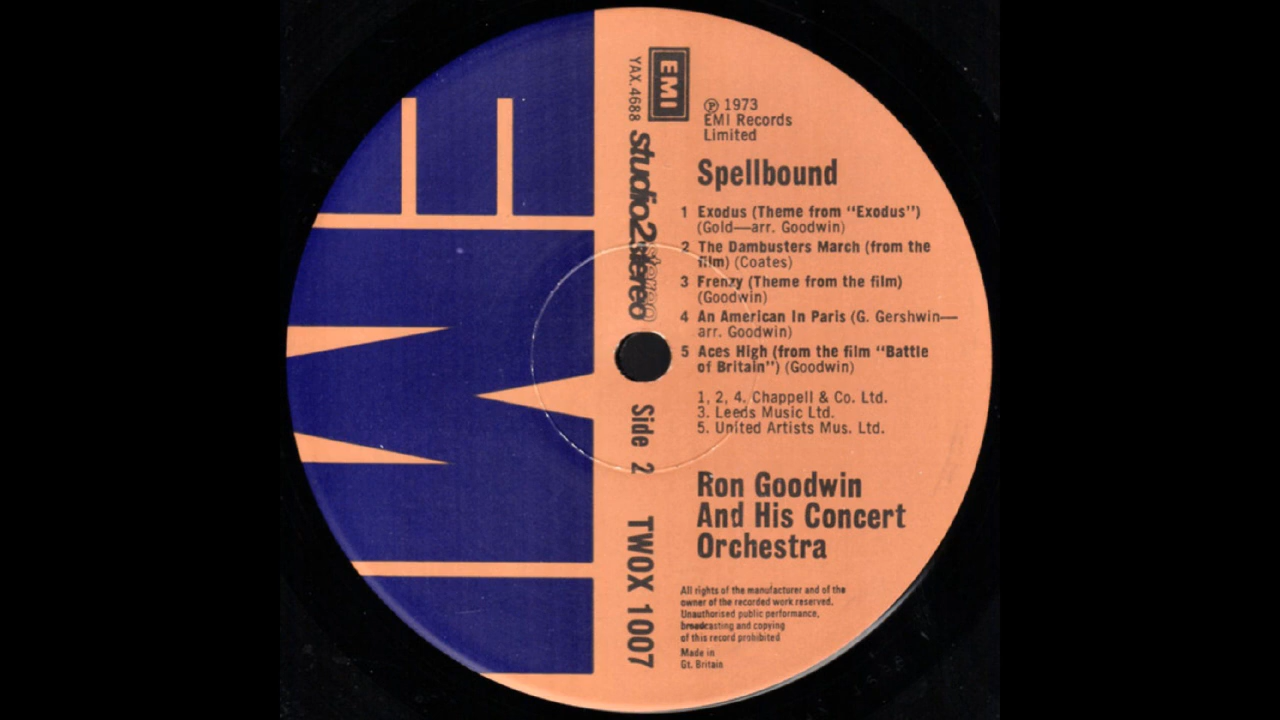 EMI
YAX.4688
studio2stereo
Side 2
TWOX 1007
℗ 1973
EMI Records
Limited
Spellbound
1 Exodus (Theme from "Exodus")
(Gold—arr. Goodwin)
2 The Dambusters March (from the
film) (Coates)
3 Frenzy (Theme from the film)
(Goodwin)
4 An American In Paris (G. Gershwin—
arr. Goodwin)
5 Aces High (from the film "Battle
of Britain") (Goodwin)
1, 2, 4. Chappell & Co. Ltd.
3. Leeds Music Ltd.
5. United Artists Mus. Ltd.
Ron Goodwin
And His Concert
Orchestra
All rights of the manufacturer and of the
owner of the recorded work reserved.
Unauthorised public performance,
broadcasting and copying
of this record prohibited
Made in
Gt. Britain
EMI